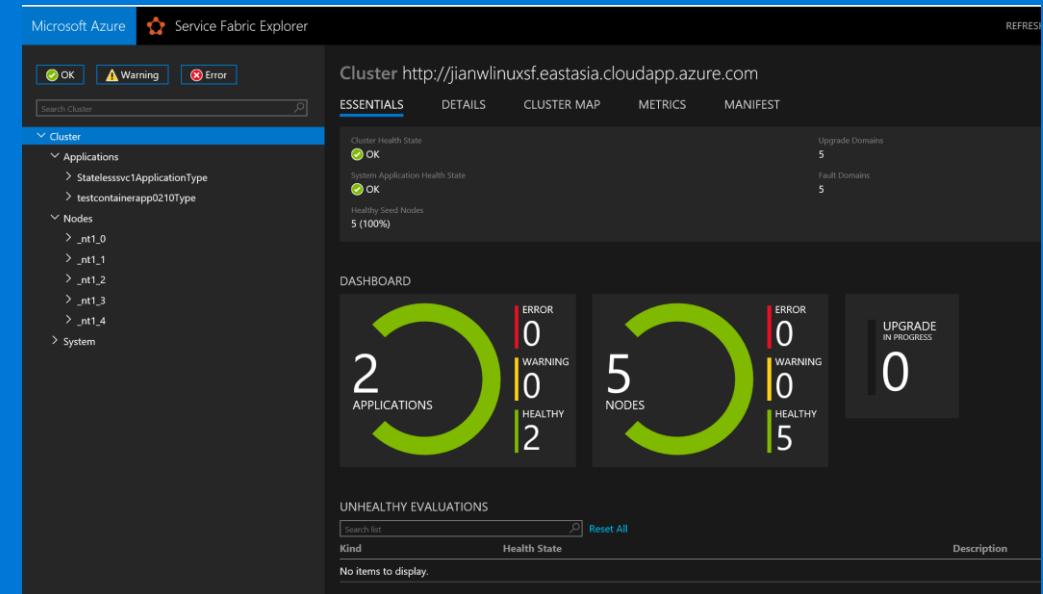 Microsoft Azure
Service Fabric Explorer
REFRESH
OK
Warning
Error
Search Cluster
Cluster
Applications
Statelesssvc1ApplicationType
testcontainerapp0210Type
Nodes
_nt1_0
_nt1_1
_nt1_2
_nt1_3
_nt1_4
System
Cluster http://jianwlinuxsf.eastasia.cloudapp.azure.com
ESSENTIALS DETAILS CLUSTER MAP METRICS MANIFEST
Cluster Health State
OK
System Application Health State
OK
Healthy Seed Nodes
5 (100%)
Upgrade Domains
5
Fault Domains
5
DASHBOARD
2
APPLICATIONS
ERROR
0
WARNING
0
HEALTHY
2
5
NODES
ERROR
0
WARNING
0
HEALTHY
5
UPGRADE
IN PROGRESS
0
UNHEALTHY EVALUATIONS
Search list
Reset All
Kind Health State Description
No items to display.